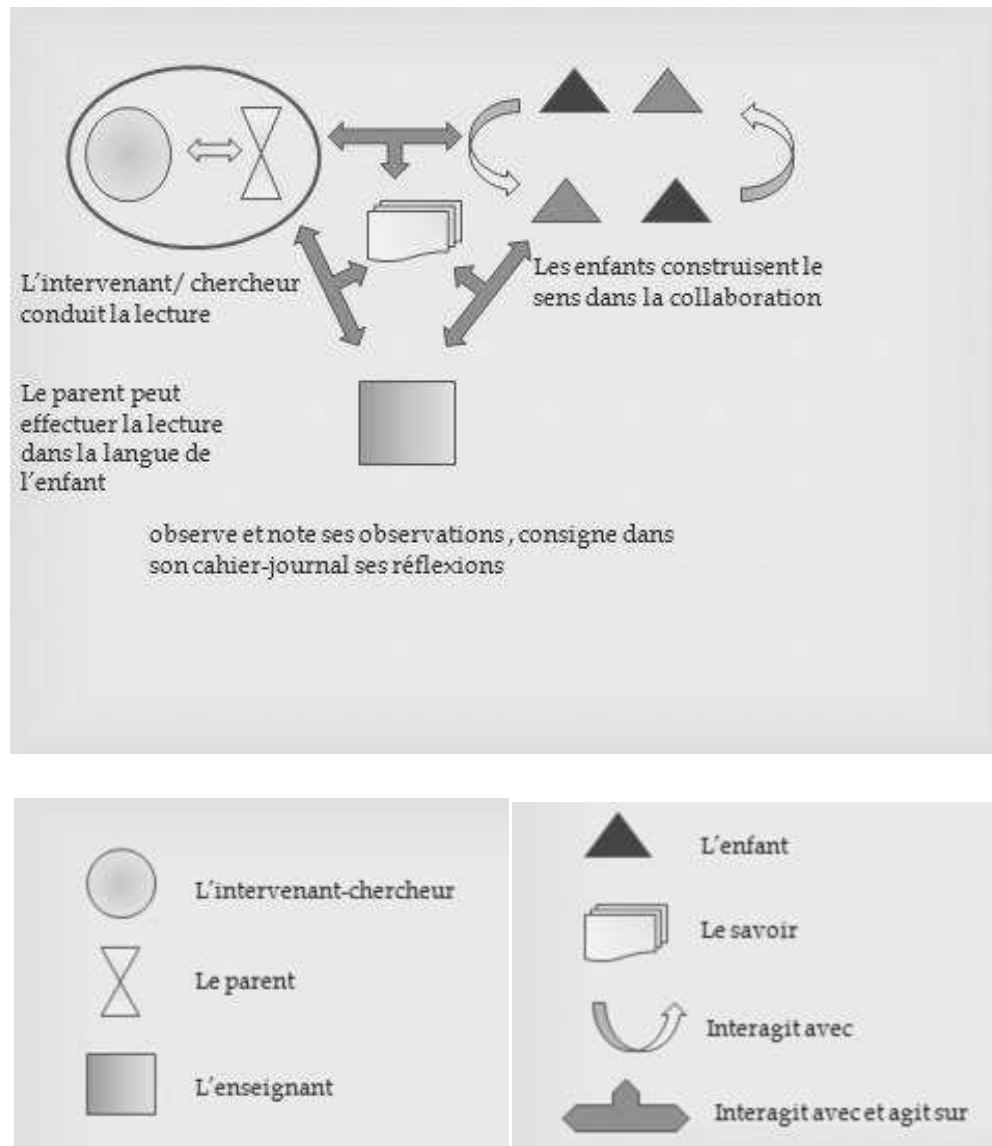 L'intervenant/ chercheur
conduit la lecture
Les enfants construisent le
sens dans la collaboration
Le parent peut
effectuer la lecture
dans la langue de
l'enfant
observe et note ses observations , consigne dans
son cahier-journal ses réflexions
L'intervenant-chercheur
Le parent
L'enseignant
L'enfant
Le savoir
Interagit avec
Interagit avec et agit sur